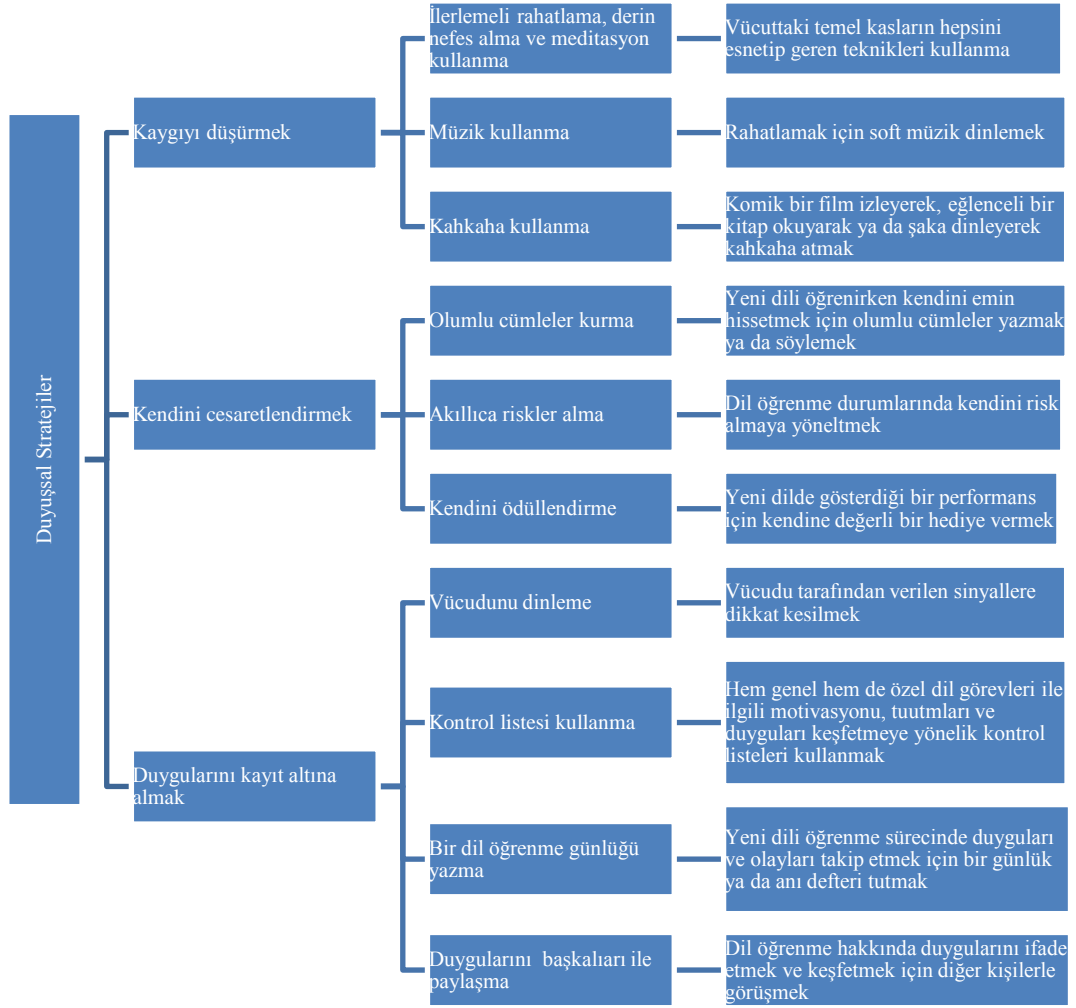 Duyuşsal Stratejiler
Kaygıyı düşürmek
İlerlemeli rahatlama, derin
nefes alma ve meditasyon
kullanma
Vücuttaki temel kasların hepsini
esnetip geren teknikleri kullanma
Müzik kullanma
Rahatlamak için soft müzik dinlemek
Kahkaha kullanma
Komik bir film izleyerek, eğlenceli bir
kitap okuyarak ya da şaka dinleyerek
kahkaha atmak
Kendini cesaretlendirmek
Olumlu cümleler kurma
Yeni dili öğrenirken kendini emin
hissetmek için olumlu cümleler yazmak
ya da söylemek
Akıllıca riskler alma
Dil öğrenme durumlarında kendini risk
almaya yöneltmek
Kendini ödüllendirme
Yeni dilde gösterdiği bir performans
için kendine değerli bir hediye vermek
Duygularını kayıt altına
almak
Vücudunu dinleme
Vücudu tarafından verilen sinyallere
dikkat kesilmek
Kontrol listesi kullanma
Hem genel hem de özel dil görevleri ile
ilgili motivasyonu, tuutmları ve
duyguları keşfetmeye yönelik kontrol
listeleri kullanmak
Bir dil öğrenme günlüğü
yazma
Yeni dili öğrenme sürecinde duyguları
ve olayları takip etmek için bir günlük
ya da anı defteri tutmak
Duygularını başkalıarı ile
paylaşma
Dil öğrenme hakkında duygularını ifade
etmek ve keşfetmek için diğer kişilerle
görüşmek